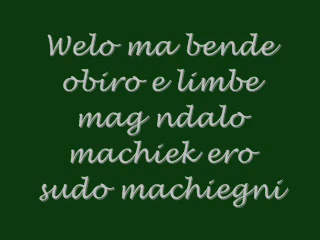 Welo ma bende
obiro e limbe
mag ndalo
machiek ero
sudo machiegni